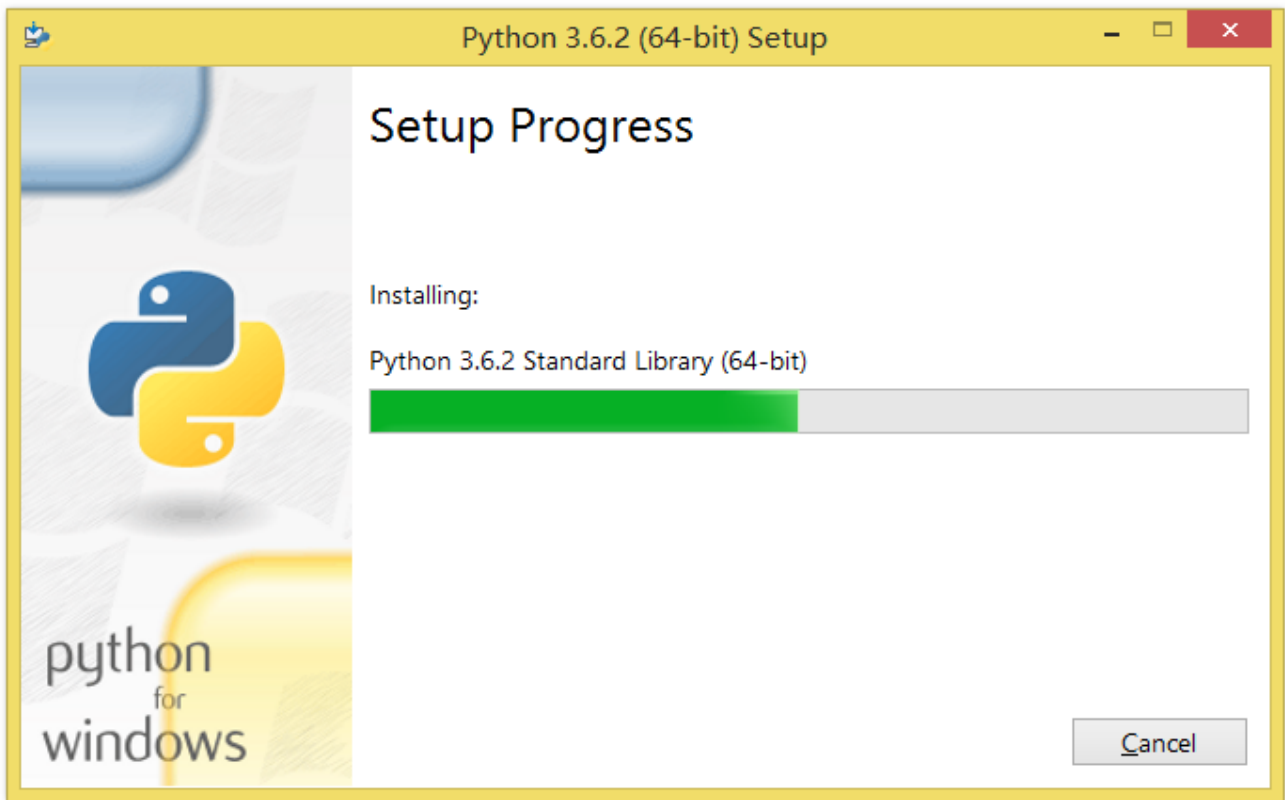 Python 3.6.2 (64-bit) Setup
Setup Progress
Installing:
Python 3.6.2 Standard Library (64-bit)
python
for
windows
Cancel